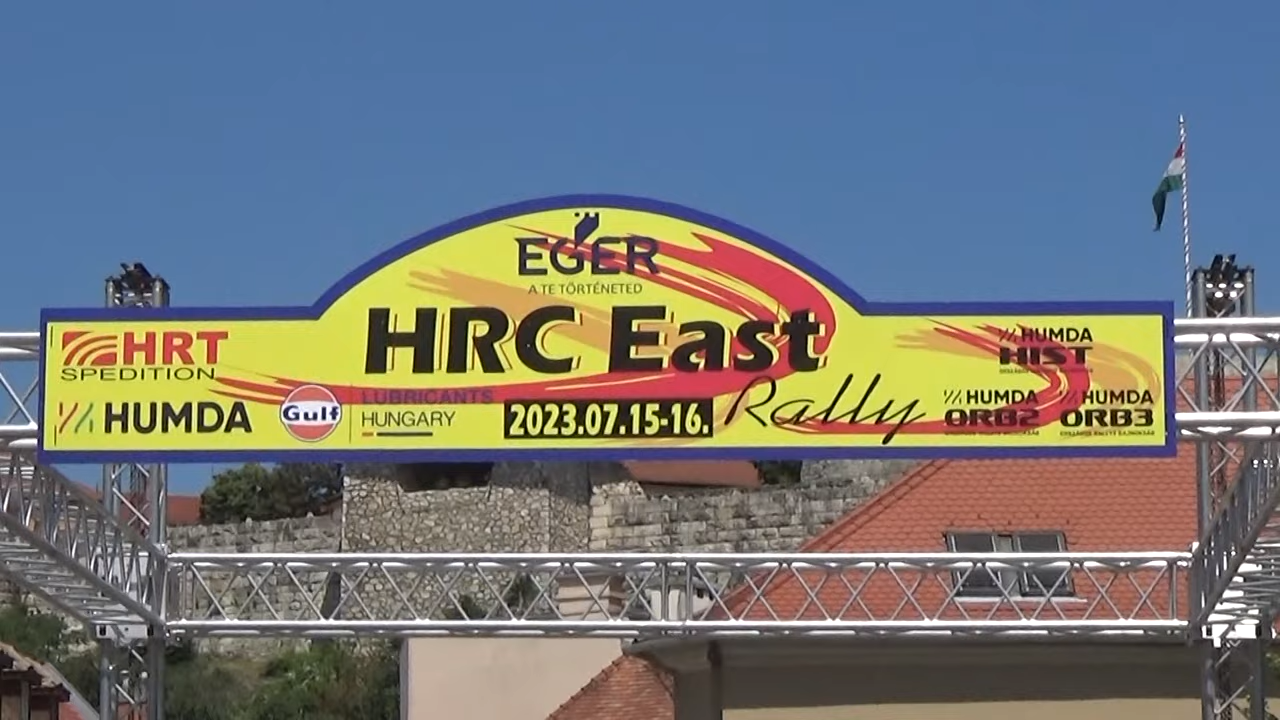 EGER
A TE TÖRTÉNETED
HRC East
Rally
2023.07.15-16.
HRT
SPEDITION
HUMDA
Gulf
LUBRICANTS
HUNGARY
HUMDA
HIST
HUMDA
ORB2
HUMDA
ORB3